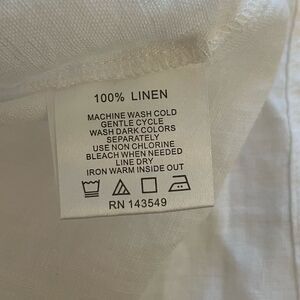 100% LINEN
MACHINE WASH COLD
GENTLE CYCLE
WASH DARK COLORS
SEPARATELY
USE NON CHLORINE
BLEACH WHEN NEEDED
LINE DRY
IRON WARM INSIDE OUT
RN 143549